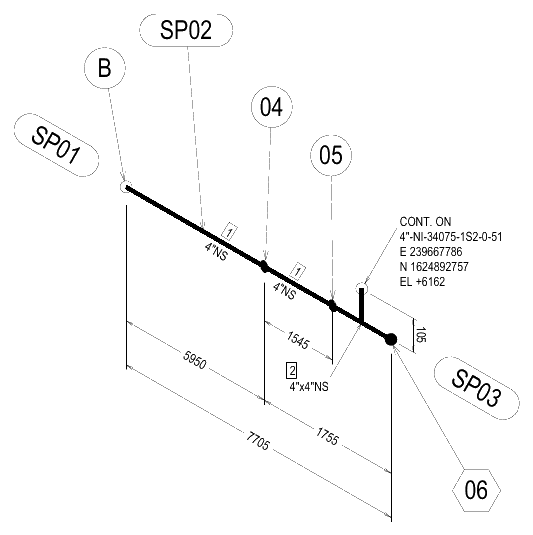 SP02
B
04
SP01
05
CONT. ON
4"-NI-34075-1S2-0-51
E 239667786
N 1624892757
EL +6162
1
4"NS
1
4"NS
105
1545
5950
2
4"x4"NS
SP03
1755
7705
06